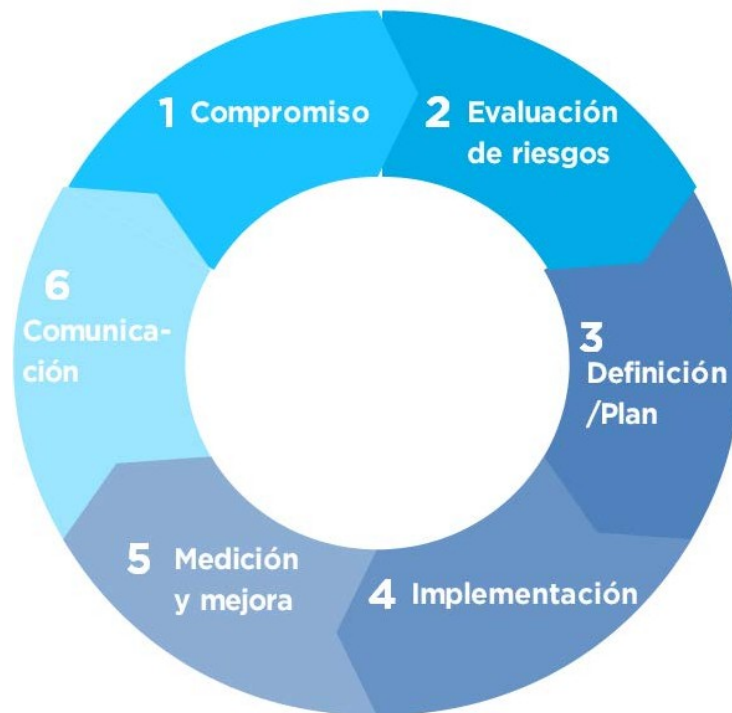 1 Compromiso
2 Evaluación
de riesgos
3
Definición
/Plan
4 Implementación
5 Medición
y mejora
6
Comunica-
ción